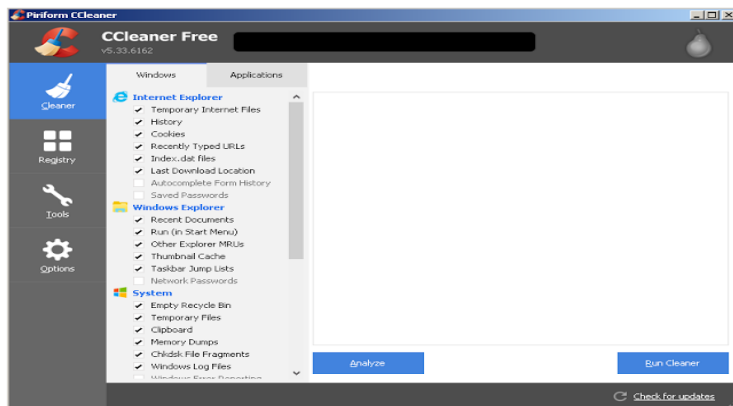 Piriform CCleaner
CCleaner Free
v5.33.6162
Cleaner
Registry
Tools
Options
Windows Applications
Internet Explorer
Temporary Internet Files
History
Cookies
Recently Typed URLs
Index.dat files
Last Download Location
Autocomplete Form History
Saved Passwords
Windows Explorer
Recent Documents
Run (in Start Menu)
Other Explorer MRUs
Thumbnail Cache
Taskbar Jump Lists
Network Passwords
System
Empty Recycle Bin
Temporary Files
Clipboard
Memory Dumps
Chkdsk File Fragments
Windows Log Files
Windows Error Reporting
Analyze Run Cleaner
Check for updates